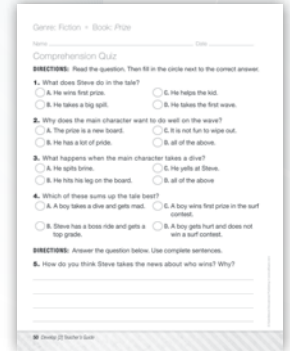 Genre: Fiction • Book: Prize
Name Date
Comprehension Quiz
DIRECTIONS: Read the question. Then fill in the circle next to the correct answer.
1. What does Steve do in the tale?
A. He wins first prize. C. He helps the kid.
B. He takes a big spill. D. He takes the first wave.
2. Why does the main character want to do well on the wave?
A. The prize is a new board. C. It is not fun to wipe out.
B. He has a lot of pride. D. all of the above.
3. What happens when the main character takes a dive?
A. He spits brine. C. He yells at Steve.
B. He hits his leg on the board. D. all of the above
4. Which of these sums up the tale best?
A. A boy takes a dive and gets mad. C. A boy wins first prize in the surf
contest.
B. Steve has a boss ride and gets a D. A boy gets hurt and does not
top grade. win a surf contest.
DIRECTIONS: Answer the question below. Use complete sentences.
5. How do you think Steve takes the news about who wins? Why?
Teacher's Guide